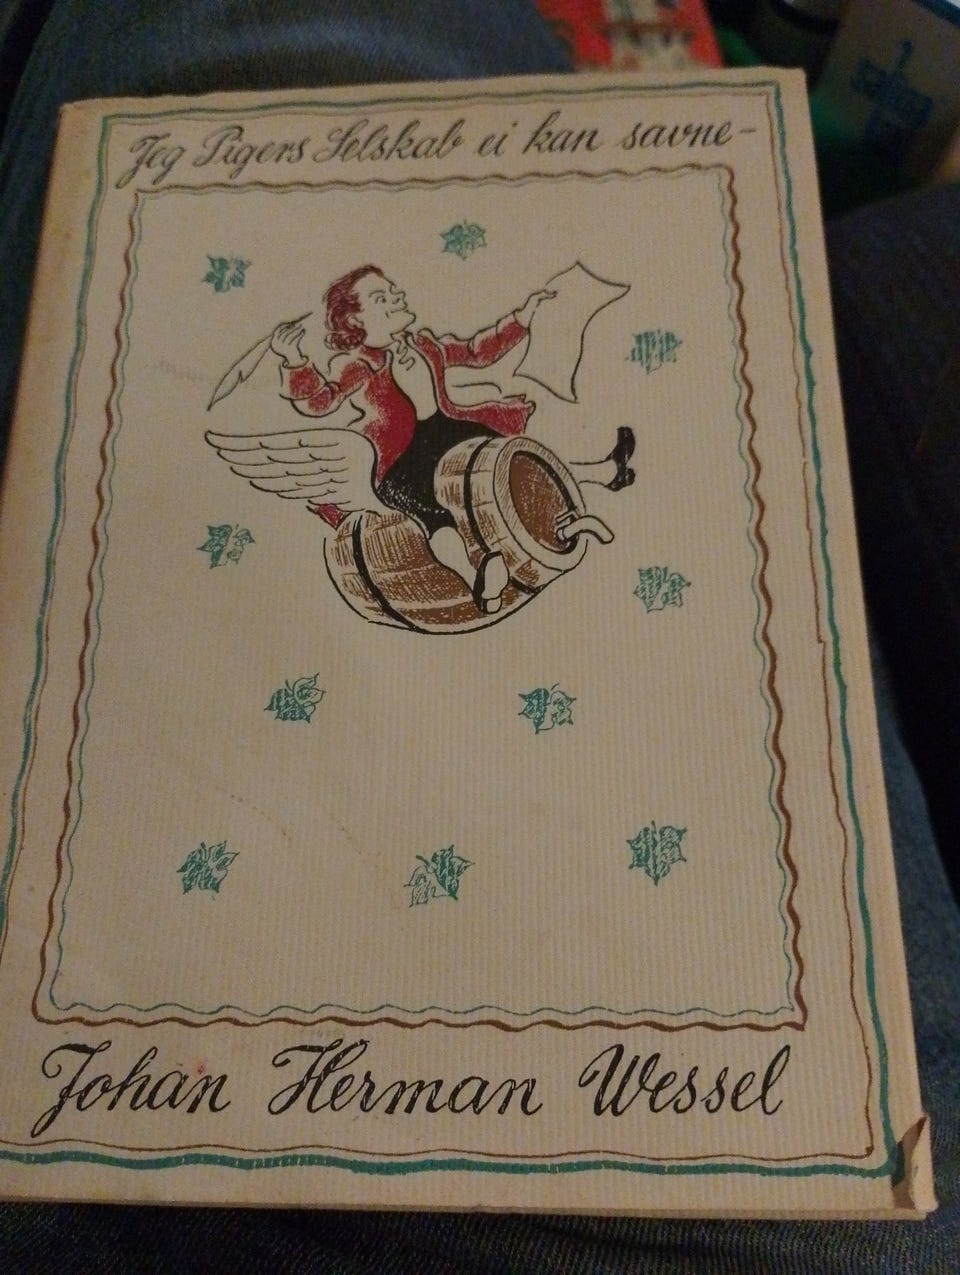 Jeg Pigers Selskab ei kan savne–
Johan Herman Wessel